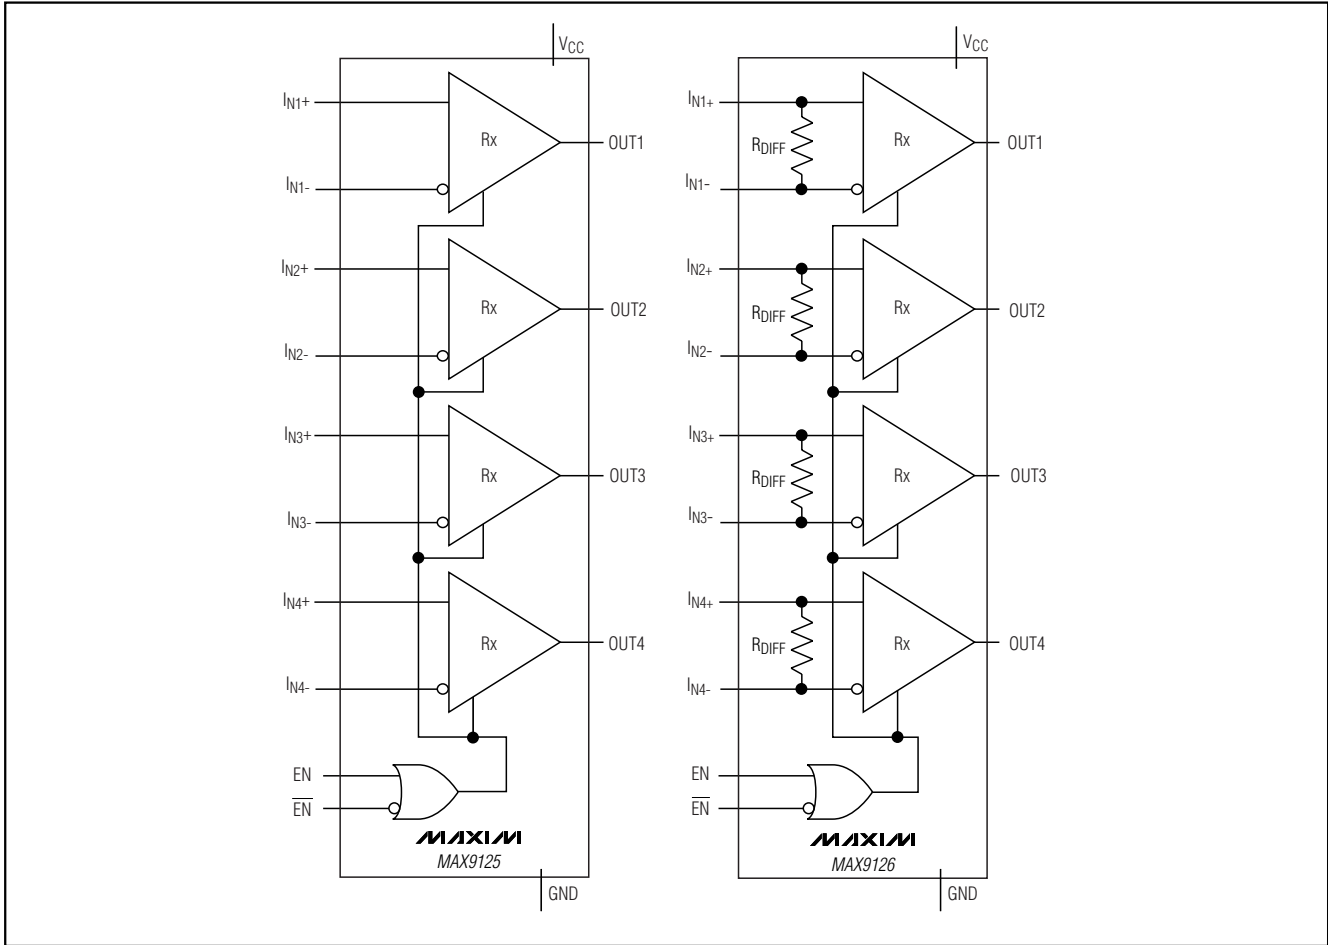 VCC
IN1+
Rx
OUT1
IN1-
IN2+
Rx
OUT2
IN2-
IN3+
Rx
OUT3
IN3-
IN4+
Rx
OUT4
IN4-
EN
EN
MAXIM
MAX9125
GND
VCC
IN1+
RDIFF
Rx
OUT1
IN1-
IN2+
RDIFF
Rx
OUT2
IN2-
IN3+
RDIFF
Rx
OUT3
IN3-
IN4+
RDIFF
Rx
OUT4
IN4-
EN
EN
MAXIM
MAX9126
GND